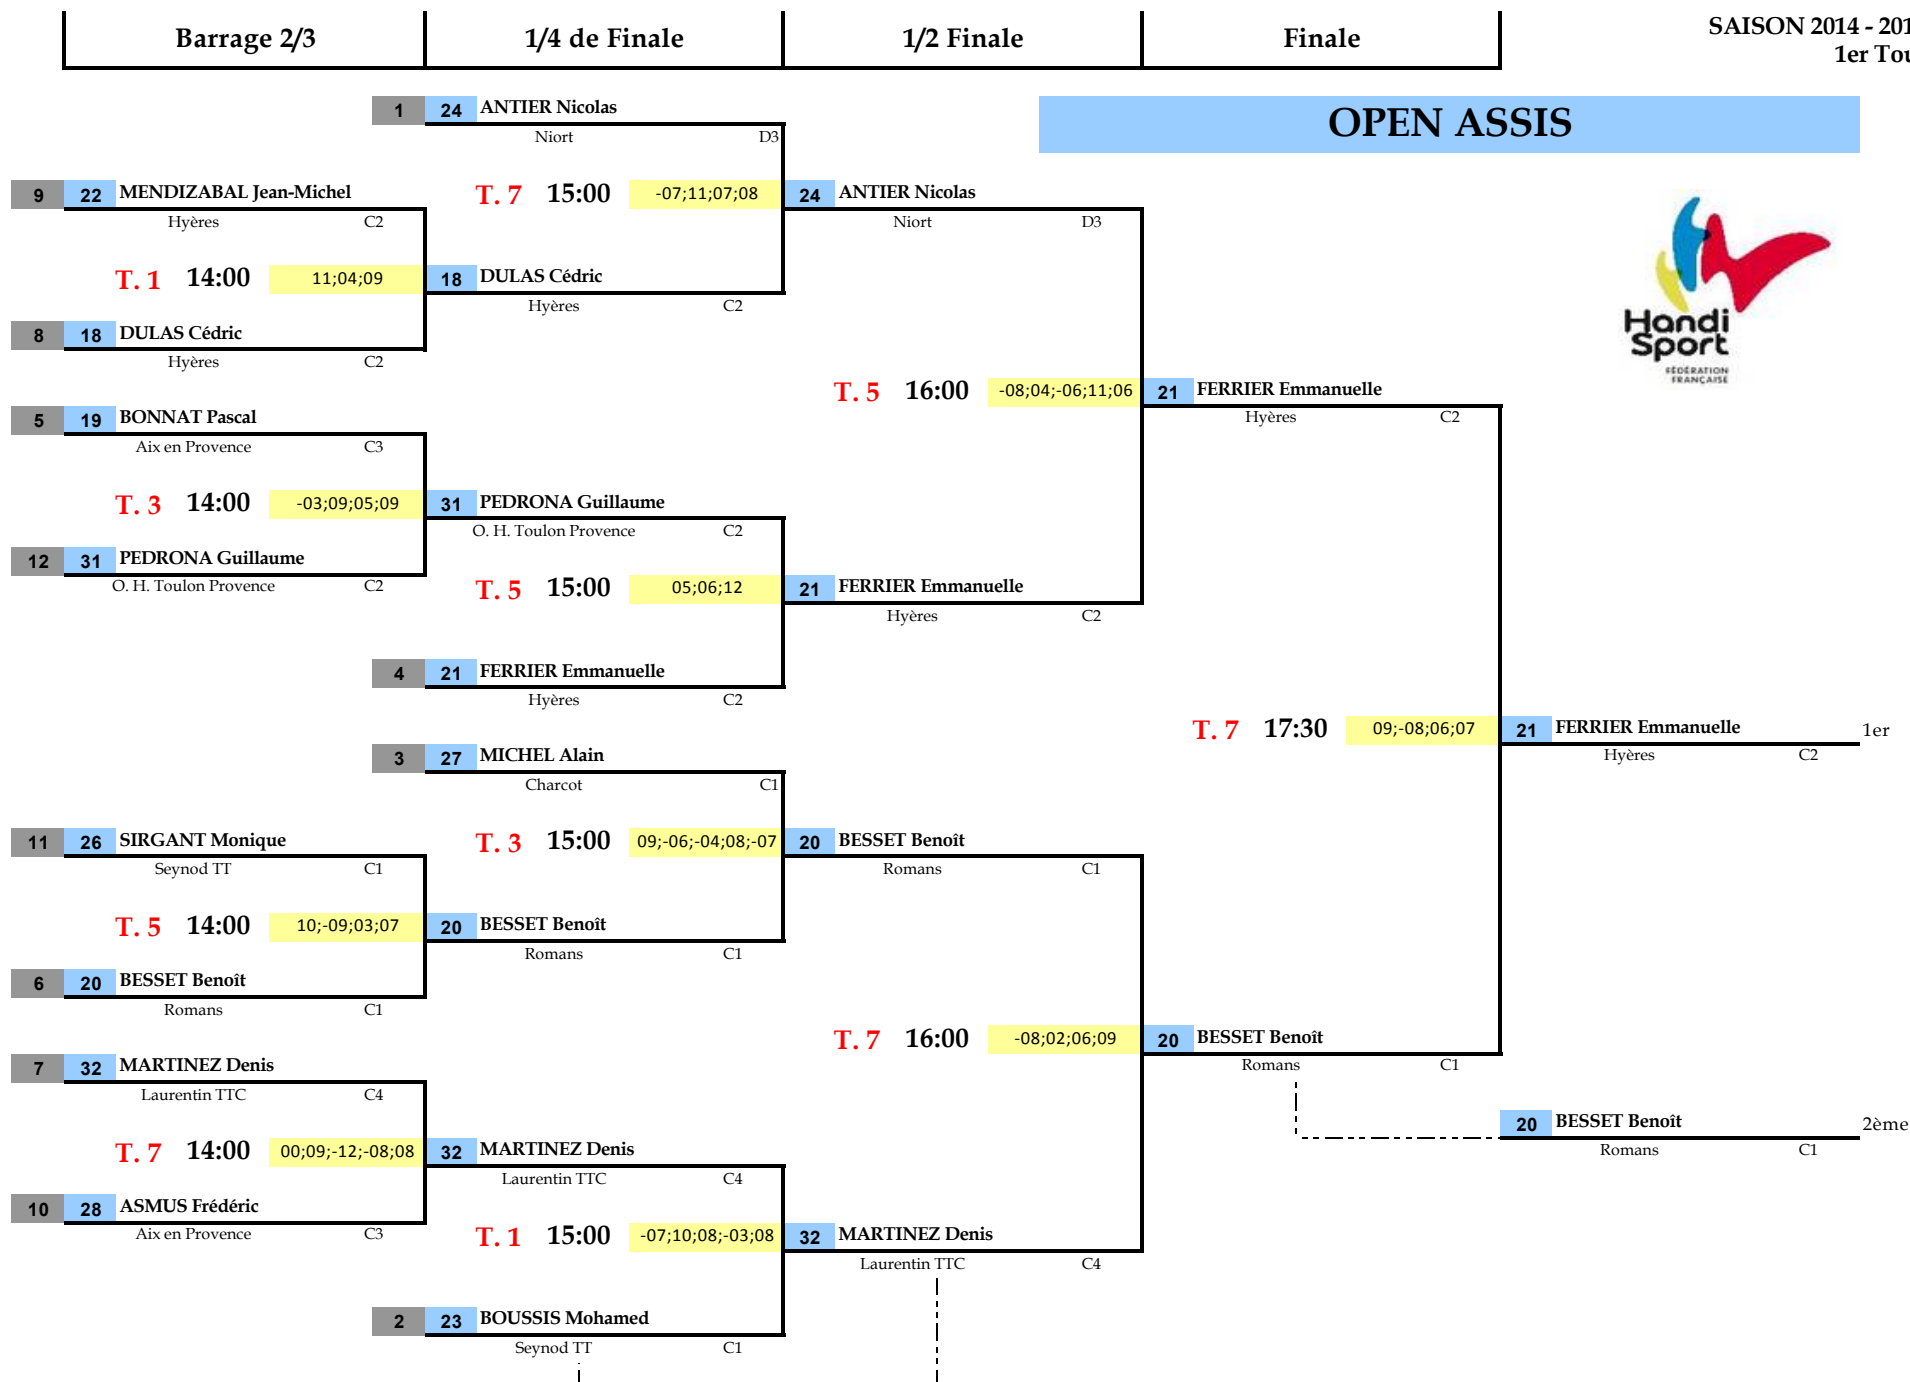 Barrage 2/3 1/4 de Finale 1/2 Finale Finale
SAISON 2014 - 201
1er Tou
OPEN ASSIS
1 24 ANTIER Nicolas
Niort D3
9 22 MENDIZABAL Jean-Michel T. 7 15:00 -07;11;07;08 24 ANTIER Nicolas
Hyères C2 Niort D3
T. 1 14:00 11;04;09 18 DULAS Cédric
Hyères C2
8 18 DULAS Cédric
Hyères C2
Handi
Sport
FÉDÉRATION
FRANÇAISE
T. 5 16:00 -08;04;-06;11;06 21 FERRIER Emmanuelle
Hyères C2
5 19 BONNAT Pascal
Aix en Provence C3
T. 3 14:00 -03;09;05;09 31 PEDRONA Guillaume
O. H. Toulon Provence C2
12 31 PEDRONA Guillaume
O. H. Toulon Provence C2
T. 5 15:00 05;06;12 21 FERRIER Emmanuelle
Hyères C2
4 21 FERRIER Emmanuelle
Hyères C2
T. 7 17:30 09;-08;06;07 21 FERRIER Emmanuelle 1er
Hyères C2
3 27 MICHEL Alain
Charcot C1
11 26 SIRGANT Monique T. 3 15:00 09;-06;-04;08;-07 20 BESSET Benoît
Seynod TT C1 Romans C1
T. 5 14:00 10;-09;03;07 20 BESSET Benoît
Romans C1
6 20 BESSET Benoît
Romans C1
T. 7 16:00 -08;02;06;09 20 BESSET Benoît
Romans C1
7 32 MARTINEZ Denis
Laurentin TTC C4
20 BESSET Benoît 2ème
Romans C1
T. 7 14:00 00;09;-12;-08;08 32 MARTINEZ Denis
Laurentin TTC C4
10 28 ASMUS Frédéric
Aix en Provence C3
T. 1 15:00 -07;10;08;-03;08 32 MARTINEZ Denis
Laurentin TTC C4
2 23 BOUSSIS Mohamed
Seynod TT C1